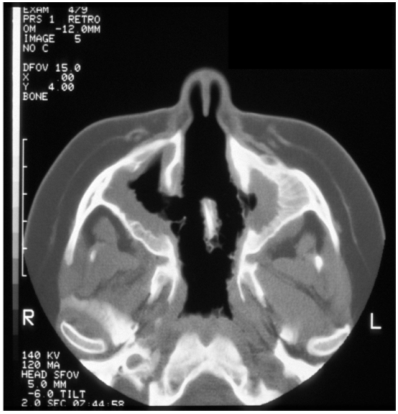 EXAM 4/9
PRS 1 RETRO
OM -12.0MM
IMAGE 5
NO C
DFOV 15.0
X .00
Y 4.00
BONE
R
L
140 KV
120 MA
HEAD SFOV
5.0 MM
-6.0 TILT
2.0 SEC 07:44:58